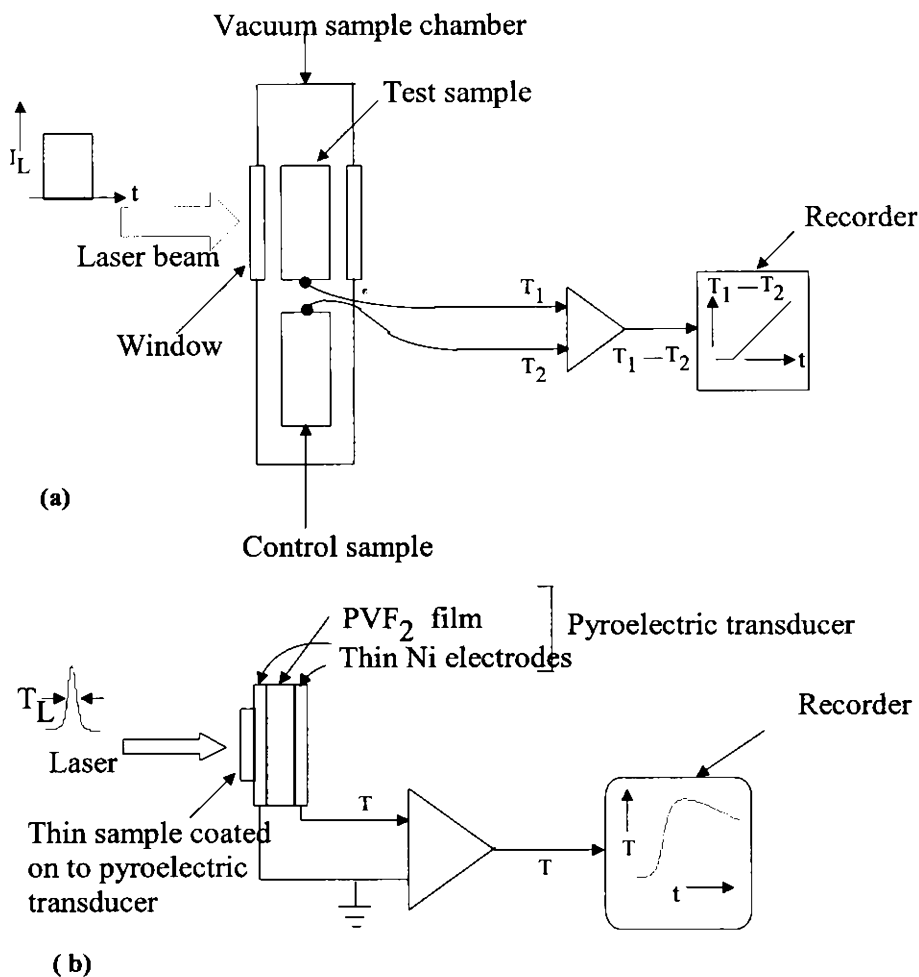 Vacuum sample chamber
Test sample
I_L
t
Laser beam
Window
Recorder
T_1 – T_2
t
T_1
T_2
T_1 – T_2
(a)
Control sample
PVF_2 film
Thin Ni electrodes
Pyroelectric transducer
T_L
Laser
Recorder
T
T
T
t
Thin sample coated
on to pyroelectric
transducer
( b)